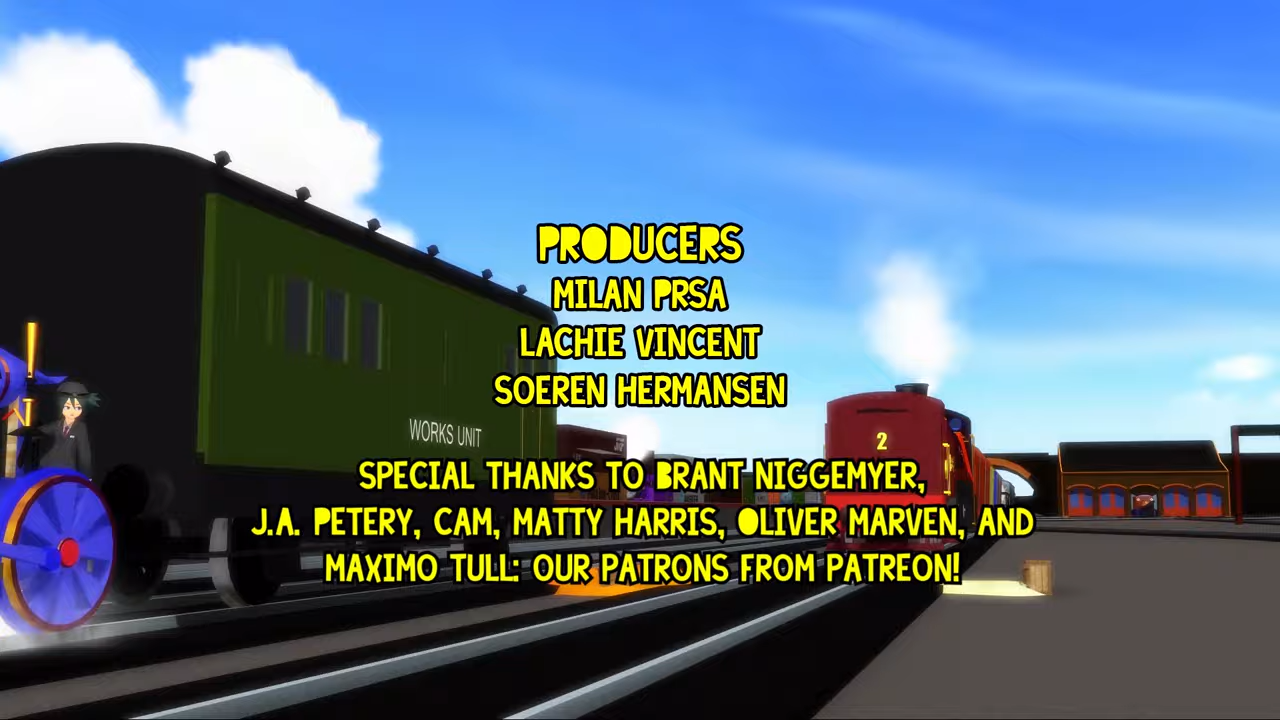 PRODUCERS
MILAN PRSA
LACHIE VINCENT
SOEREN HERMANSEN
2
WORKS UNIT
SPECIAL THANKS TO BRANT NIGGEMYER,
J.A. PETERY, CAM, MATTY HARRIS, OLIVER MARVEN, AND
MAXIMO TULL: OUR PATRONS FROM PATREON!